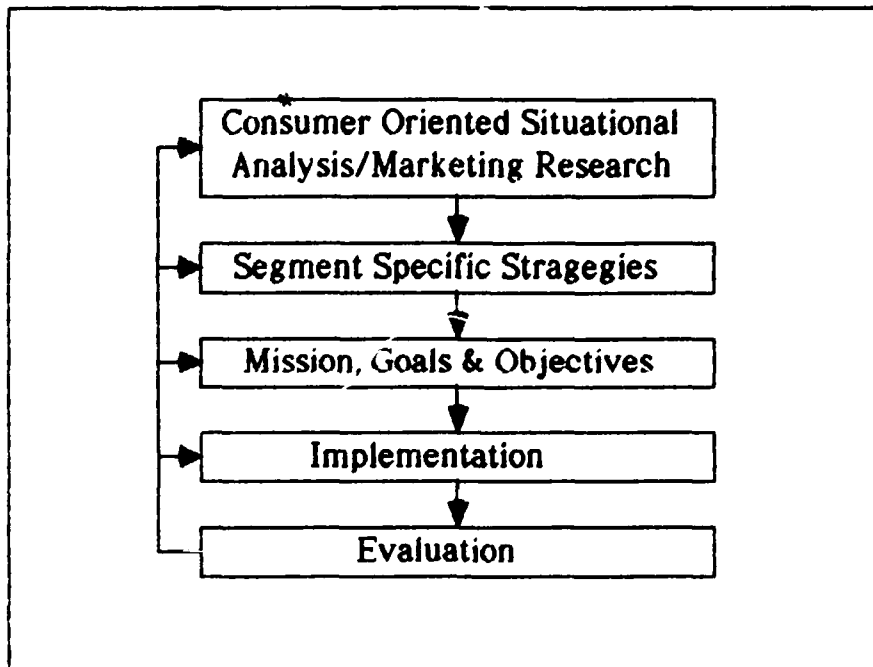 Consumer Oriented Situational
Analysis/Marketing Research
Segment Specific Stragegies
Mission, Goals & Objectives
Implementation
Evaluation